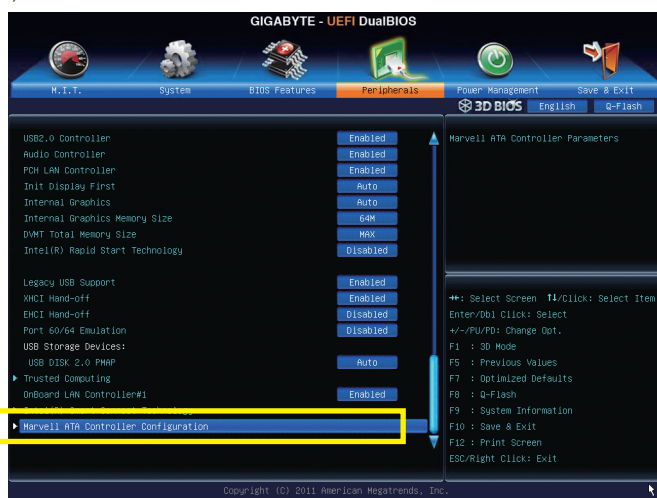 GIGABYTE - UEFI DualBIOS
M.I.T. System BIOS Features Peripherals Power Management Save & Exit
3D BIOS English Q-Flash
USB2.0 Controller Enabled
Audio Controller Enabled
PCH LAN Controller Enabled
Init Display First Auto
Internal Graphics Auto
Internal Graphics Memory Size 64M
DVMT Total Memory Size MAX
Intel(R) Rapid Start Technology Disabled
Legacy USB Support Enabled
XHCI Hand-off Enabled
EHCI Hand-off Disabled
Port 60/64 Emulation Disabled
USB Storage Devices:
USB DISK 2.0 PMAP Auto
Trusted Computing
OnBoard LAN Controller#1 Enabled
Marvell ATA Controller Configuration
Marvell ATA Controller Parameters
→←: Select Screen ↑↓/Click: Select Item
Enter/Dbl Click: Select
+/-/PU/PD: Change Opt.
F1 : 3D Mode
F5 : Previous Values
F7 : Optimized Defaults
F8 : Q-Flash
F9 : System Information
F10 : Save & Exit
F12 : Print Screen
ESC/Right Click: Exit
Copyright (C) 2011 American Megatrends, Inc.